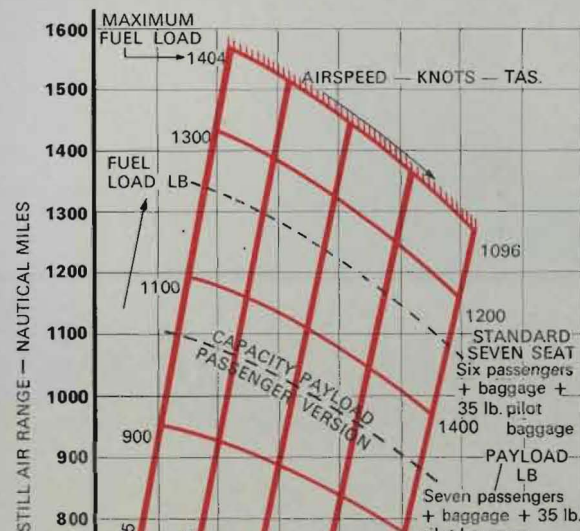 MAXIMUM
FUEL LOAD
1404
AIRSPEED — KNOTS — TAS.
1600
1500
1400
1300
1200
1100
1000
900
800
STILL AIR RANGE — NAUTICAL MILES
1300
FUEL
LOAD LB
1100
900
1096
1200
1400
STANDARD
SEVEN SEAT
Six passengers
+ baggage +
35 lb. pilot
baggage
CAPACITY PAYLOAD
PASSENGER VERSION
PAYLOAD
LB
Seven passengers
+ baggage + 35 lb.